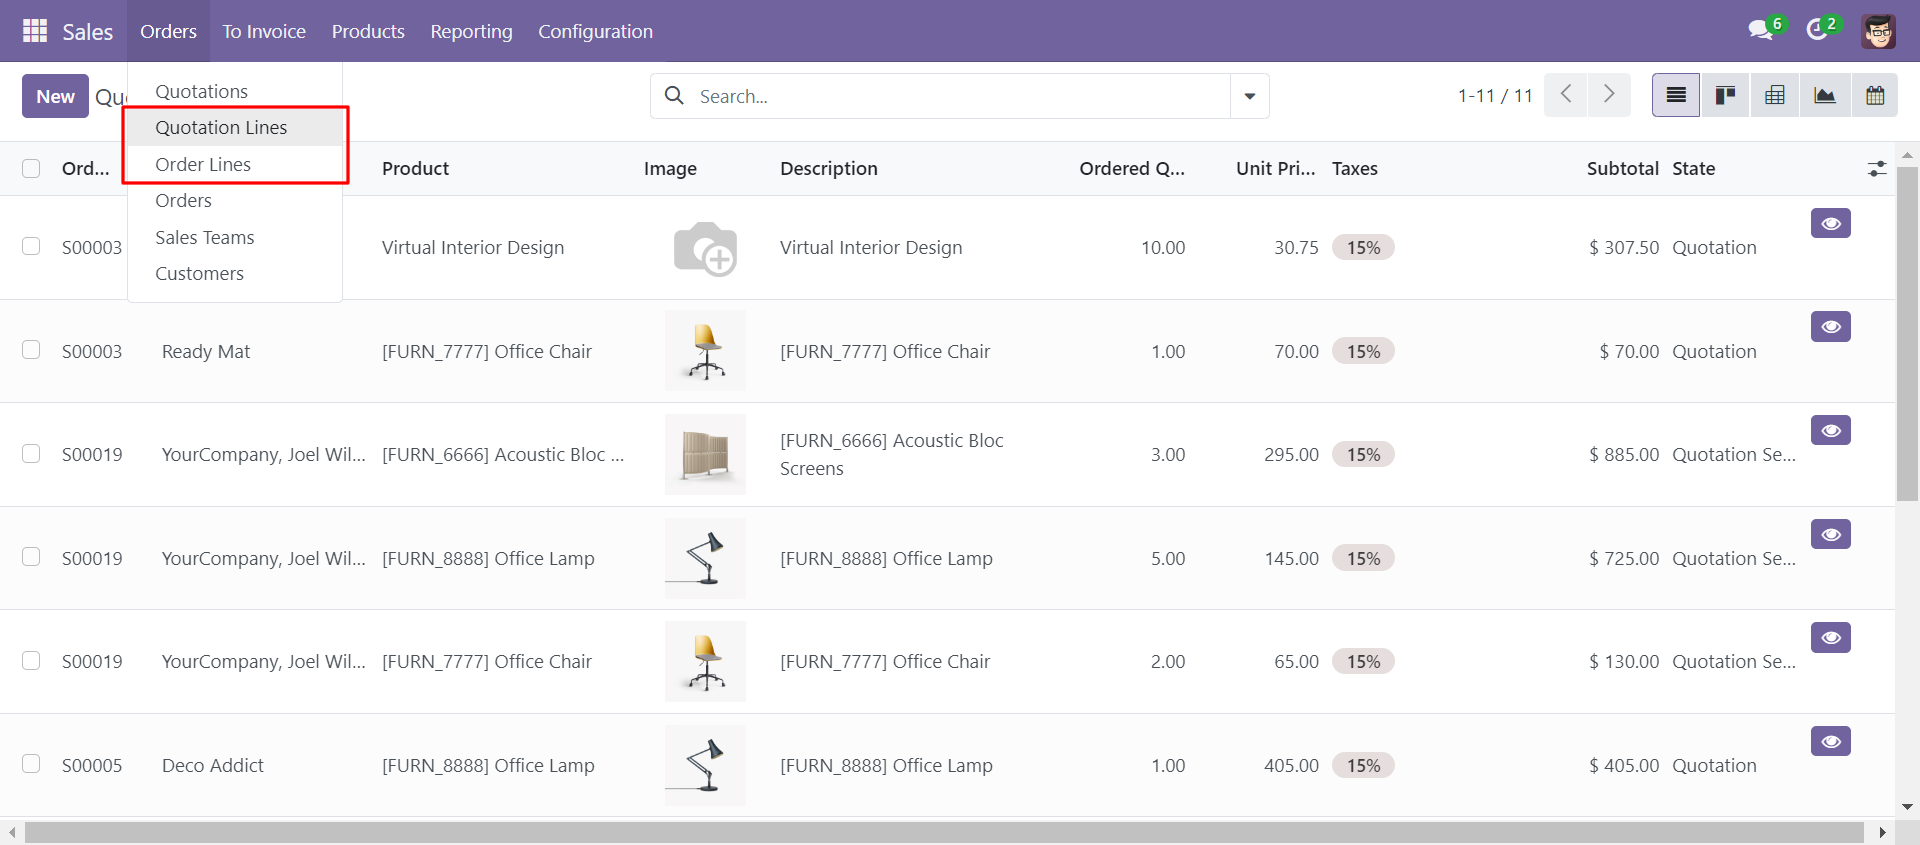 Sales Orders To Invoice Products Reporting Configuration 6 2
New Quo Search... 1-11 / 11
Quotations
Quotation Lines
Order Lines
Orders
Sales Teams
Customers
Ord... Product Image Description Ordered Q... Unit Pri... Taxes Subtotal State
S00003 Virtual Interior Design Virtual Interior Design 10.00 30.75 15% $ 307.50 Quotation
S00003 Ready Mat [FURN_7777] Office Chair [FURN_7777] Office Chair 1.00 70.00 15% $ 70.00 Quotation
S00019 YourCompany, Joel Wil... [FURN_6666] Acoustic Bloc ... [FURN_6666] Acoustic Bloc
Screens 3.00 295.00 15% $ 885.00 Quotation Se...
S00019 YourCompany, Joel Wil... [FURN_8888] Office Lamp [FURN_8888] Office Lamp 5.00 145.00 15% $ 725.00 Quotation Se...
S00019 YourCompany, Joel Wil... [FURN_7777] Office Chair [FURN_7777] Office Chair 2.00 65.00 15% $ 130.00 Quotation Se...
S00005 Deco Addict [FURN_8888] Office Lamp [FURN_8888] Office Lamp 1.00 405.00 15% $ 405.00 Quotation